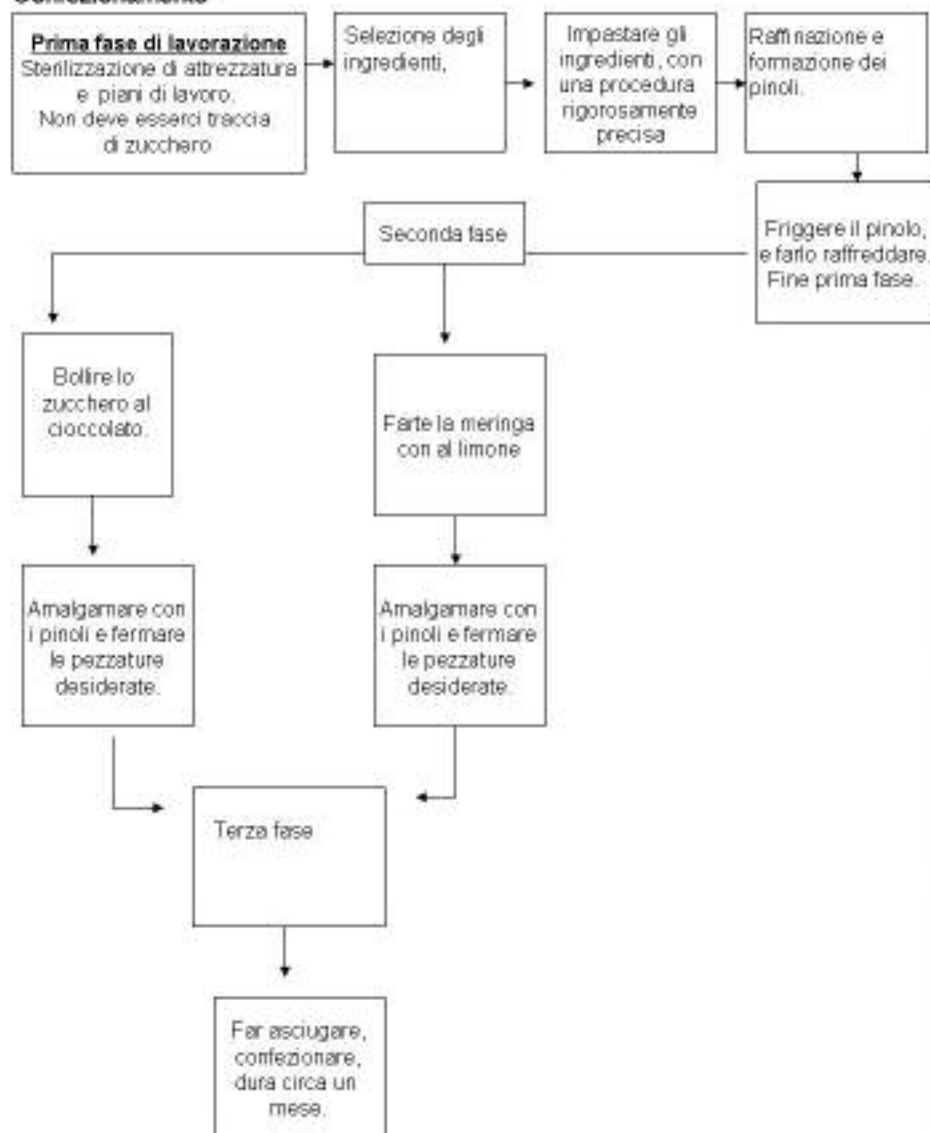 Confezionamento
Prima fase di lavorazione
Sterilizzazione di attrezzatura
e piani di lavoro.
Non deve esserci traccia
di zucchero
Selezione degli
ingredienti,
Impastare gli
ingredienti, con
una procedura
rigorosamente
precisa
Raffinazione e
formazione dei
pinoli.
Friggere il pinolo,
e farlo raffreddare.
Fine prima fase.
Seconda fase
Bollire lo
zucchero al
cioccolato.
Farte la meringa
con al limone
Amalgamare con
i pinoli e fermare
le pezzature
desiderate.
Amalgamare con
i pinoli e fermare
le pezzature
desiderate.
Terza fase
Far asciugare,
confezionare,
dura circa un
mese.